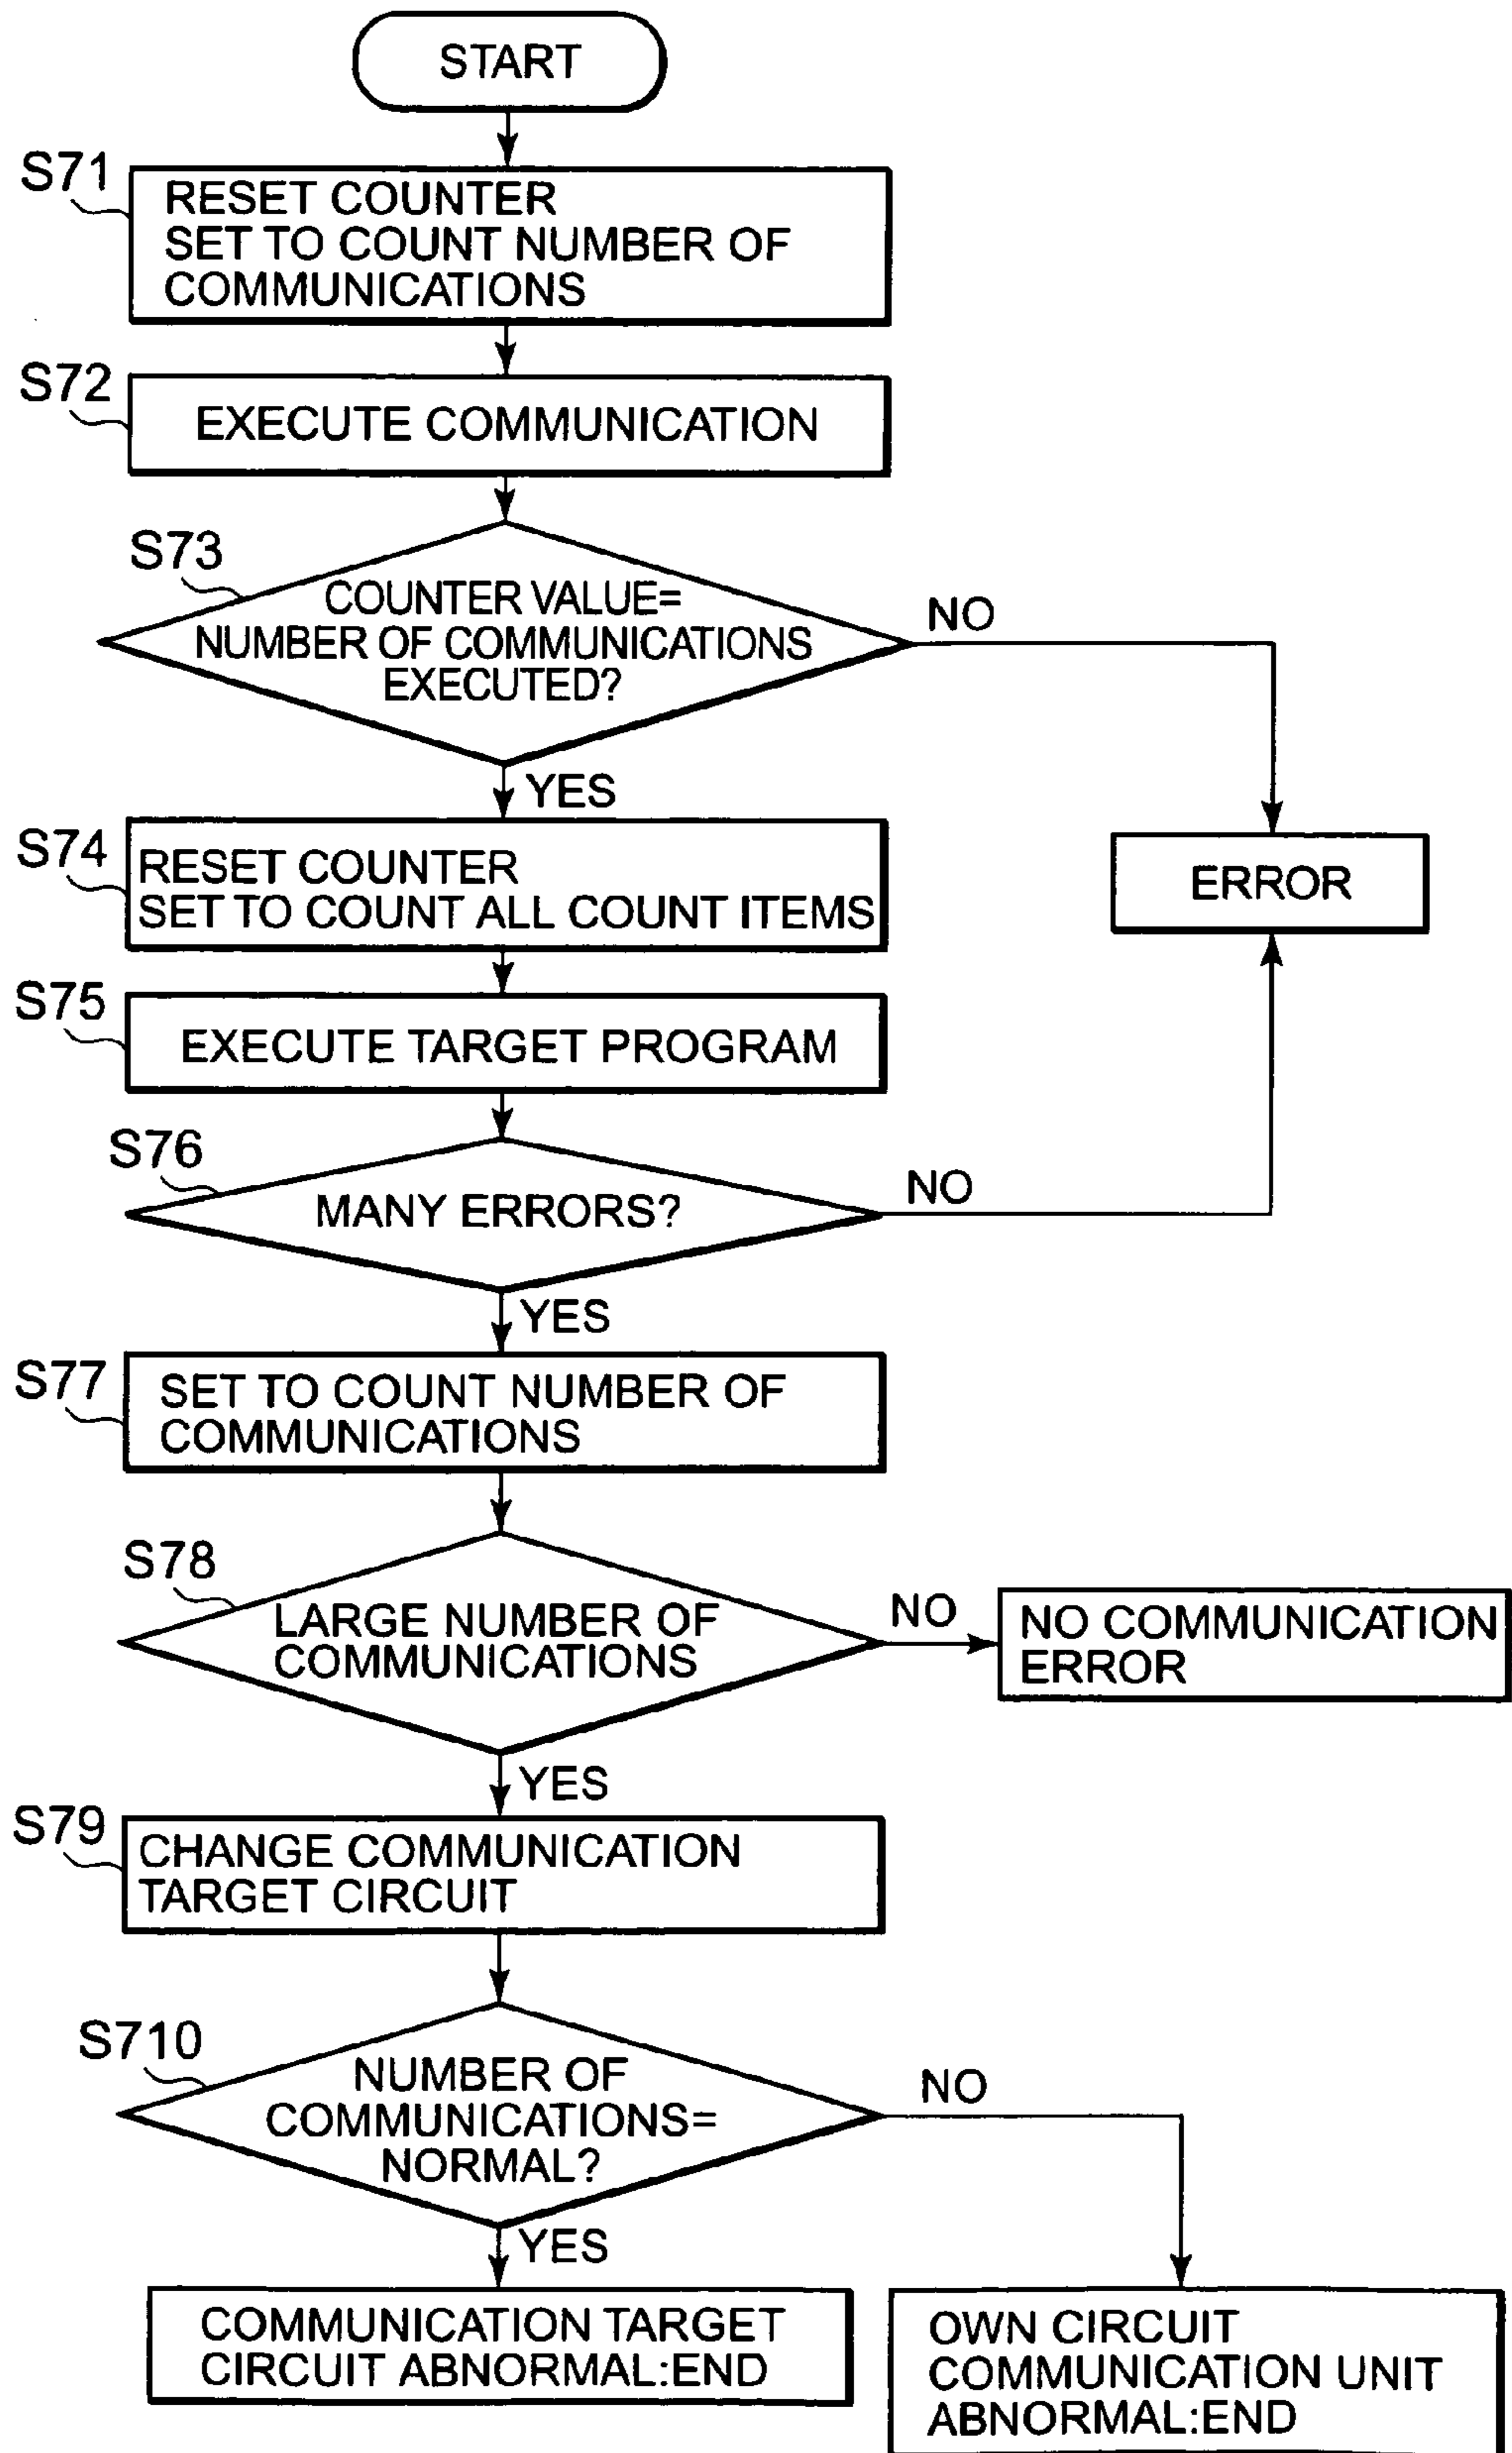 START
S71
RESET COUNTER
SET TO COUNT NUMBER OF
COMMUNICATIONS
S72
EXECUTE COMMUNICATION
S73
COUNTER VALUE=
NUMBER OF COMMUNICATIONS
EXECUTED?
NO
YES
S74
RESET COUNTER
SET TO COUNT ALL COUNT ITEMS
ERROR
S75
EXECUTE TARGET PROGRAM
S76
MANY ERRORS?
NO
YES
S77
SET TO COUNT NUMBER OF
COMMUNICATIONS
S78
LARGE NUMBER OF
COMMUNICATIONS
NO
NO COMMUNICATION
ERROR
YES
S79
CHANGE COMMUNICATION
TARGET CIRCUIT
S710
NUMBER OF
COMMUNICATIONS=
NORMAL?
NO
YES
COMMUNICATION TARGET
CIRCUIT ABNORMAL:END
OWN CIRCUIT
COMMUNICATION UNIT
ABNORMAL:END